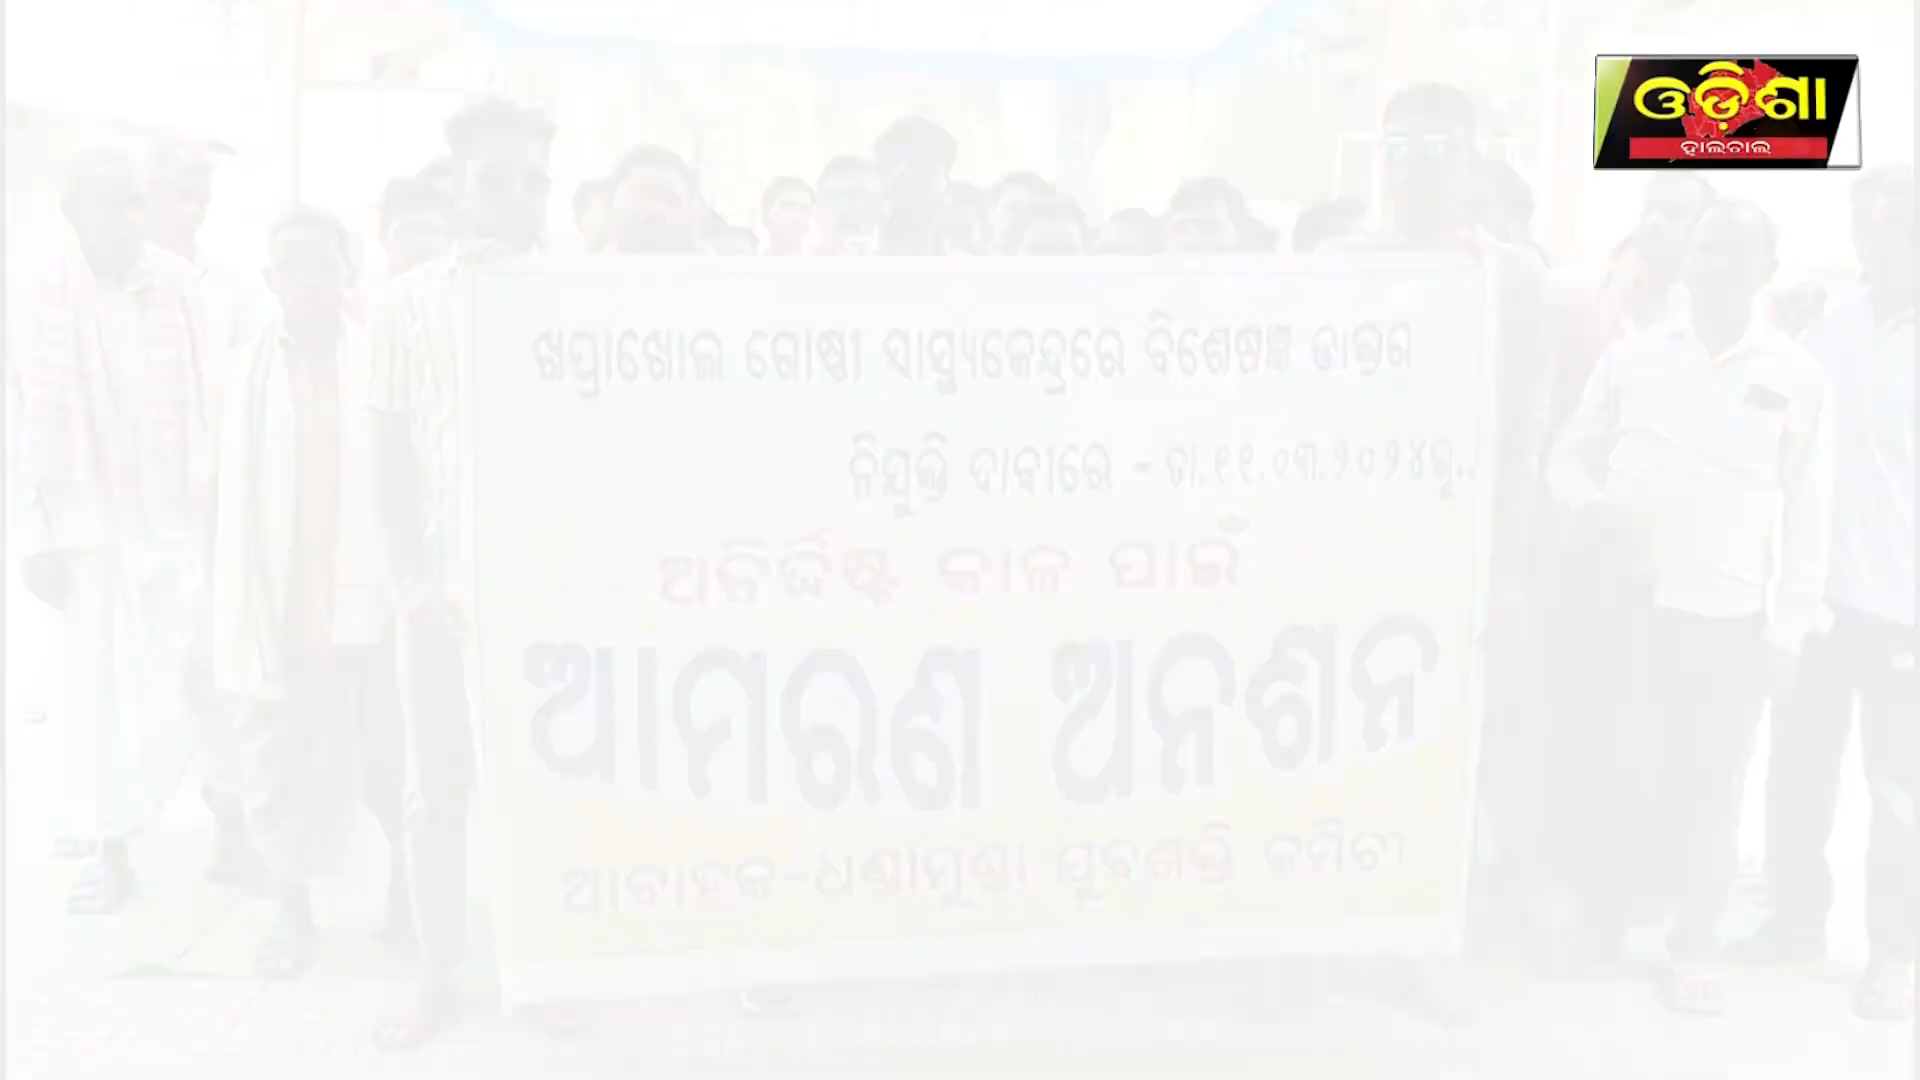 ଓଡ଼ିଶା
ହାଲଚାଲ
ଖପ୍ରାଖୋଲ ଗୋଷ୍ଠୀ ସାସ୍ଥ୍ୟକେନ୍ଦ୍ରରେ ବିଶେଷଜ୍ଞ ଡାକ୍ତର
ନିଯୁକ୍ତି ଦାବୀରେ - ତା.୧୧.୦୩.୨୦୨୪ରୁ..
ଅନିର୍ଦ୍ଦିଷ୍ଟ କାଳ ପାଇଁ
ଆମରଣ ଅନଶନ
ଆବାହକ-ଧଣ୍ଡାମୁଣ୍ଡା ଯୁବଶକ୍ତି କମିଟୀ